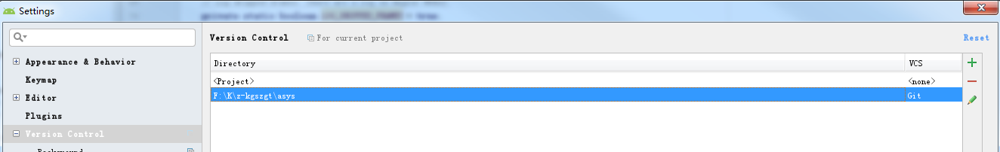 Settings
Version Control
For current project
Reset
Appearance & Behavior
Keymap
Editor
Plugins
Version Control
Background
Directory VCS
<Project> <none>
F:\K\z-kgszgt\asys Git